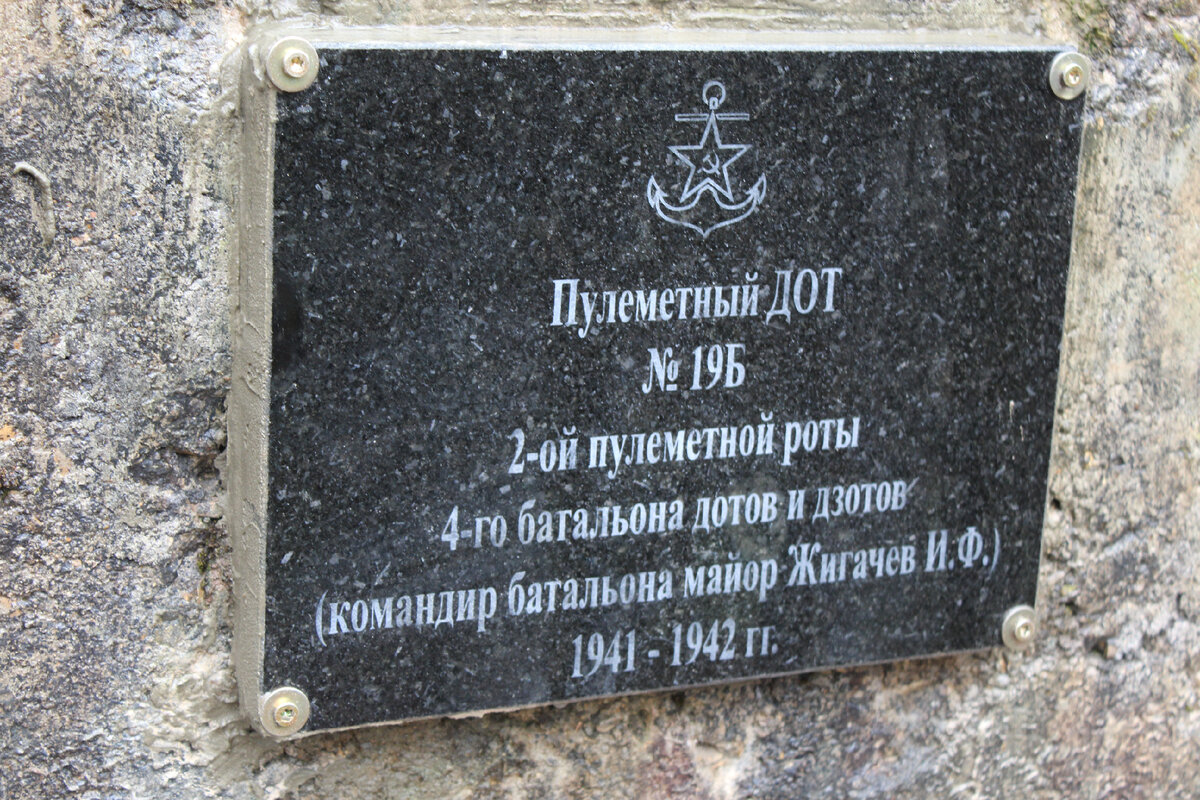 Пулеметный ДОТ
№ 19Б
2-ой пулеметной роты
4-го батальона дотов и дзотов
(командир батальона майор Жигачев И.Ф.)
1941 - 1942 гг.